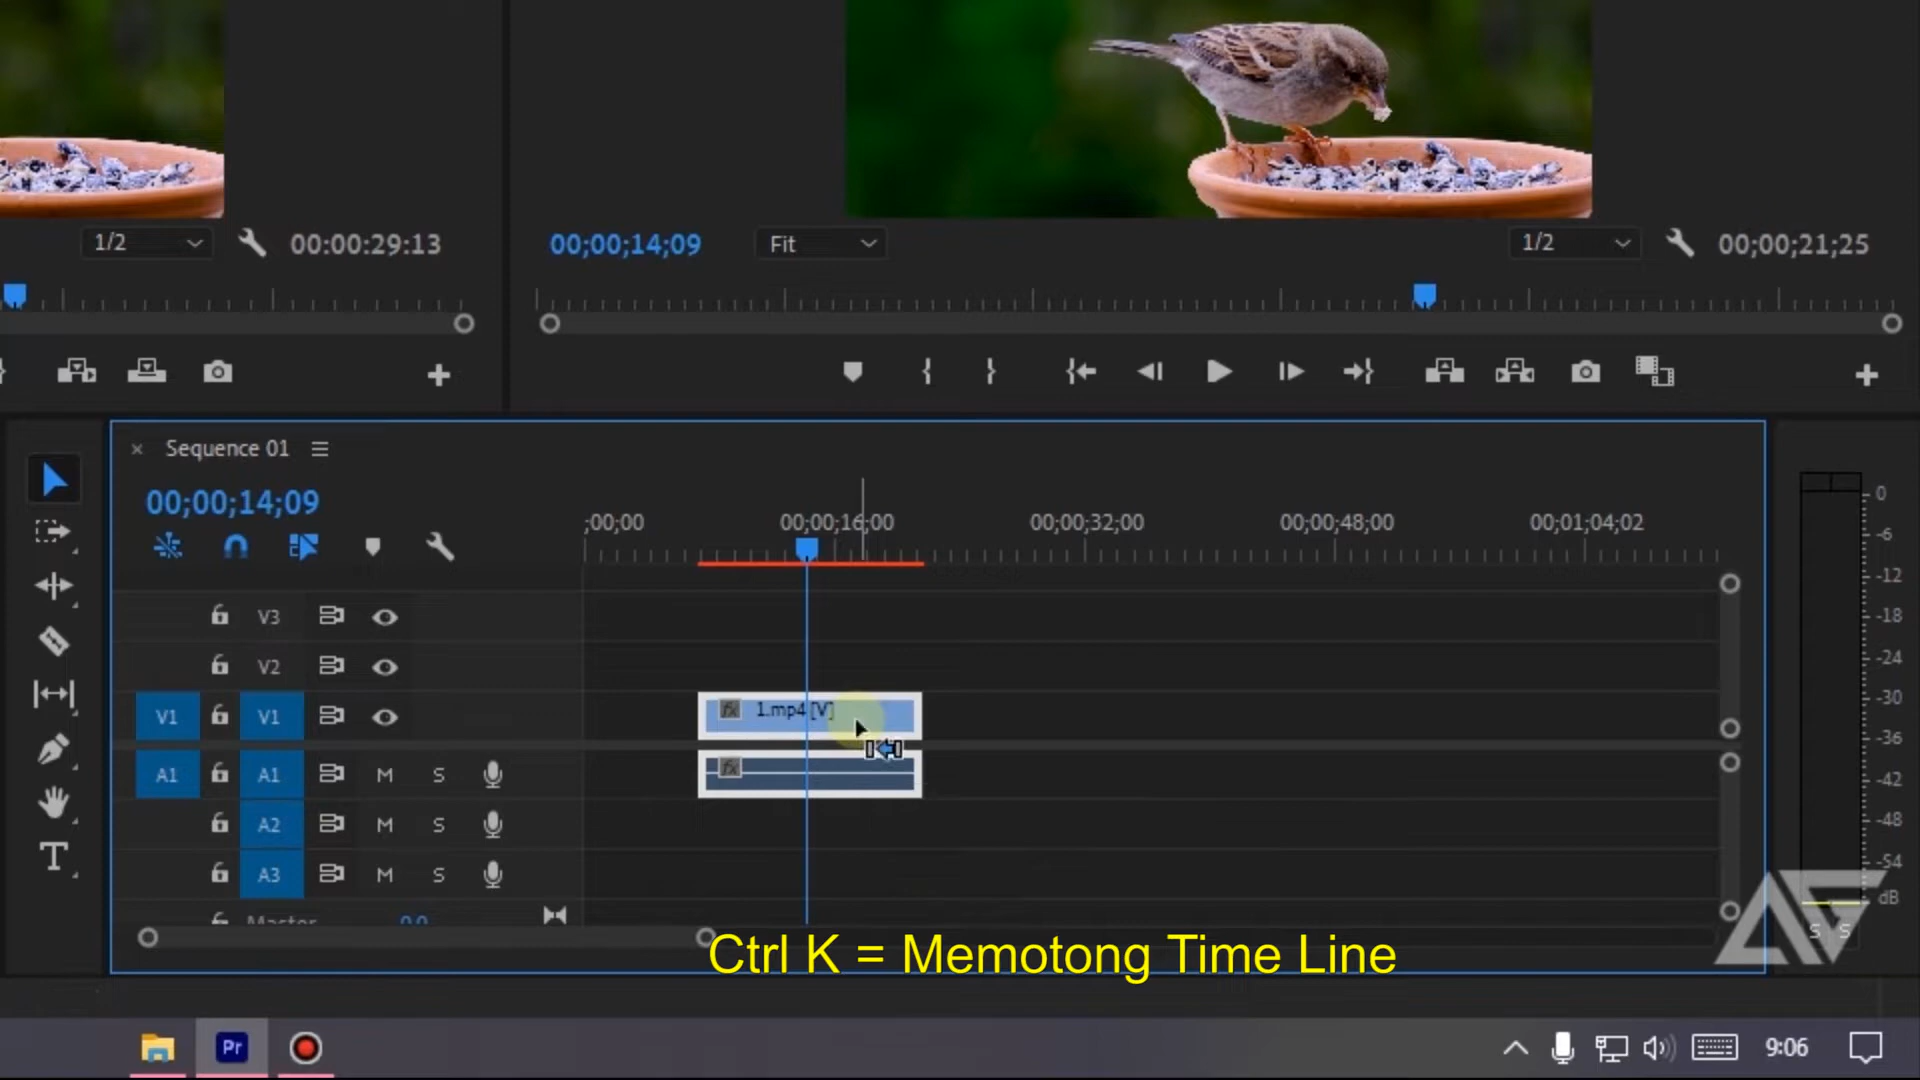 1/2
00:00:29:13
00;00;14;09
Fit
1/2
00;00;21;25
Sequence 01
00;00;14;09
;00;00
00;00;16;00
00;00;32;00
00;00;48;00
00;01;04;02
V3
V2
V1
V1
fx
1.mp4 [V]
A1
A1
M
S
fx
A2
M
S
A3
M
S
Master
0.0
0
-6
-12
-18
-24
-30
-36
-42
-48
-54
dB
S
S
Ctrl K = Memotong Time Line
Pr
9:06